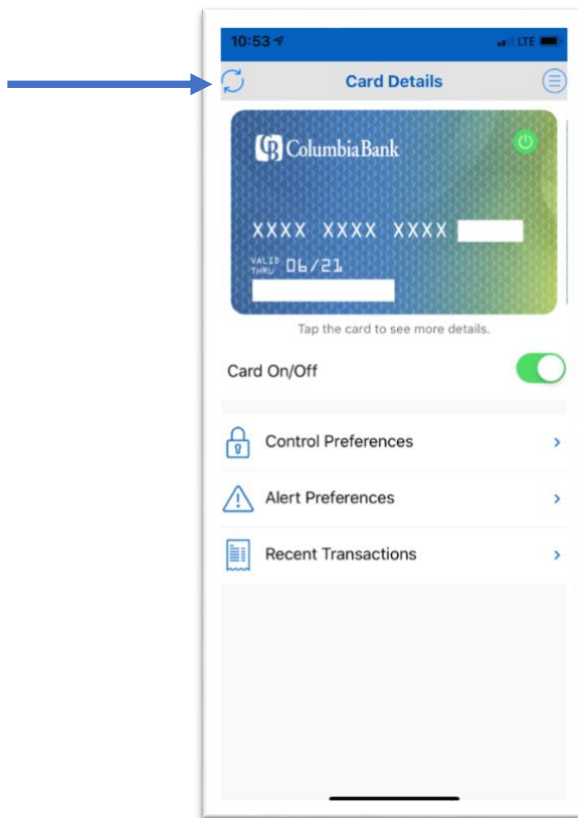 10:53
LTE
Card Details
CB Columbia Bank
XXXX XXXX XXXX
VALID
THRU 06/21
Tap the card to see more details.
Card On/Off
Control Preferences
Alert Preferences
Recent Transactions